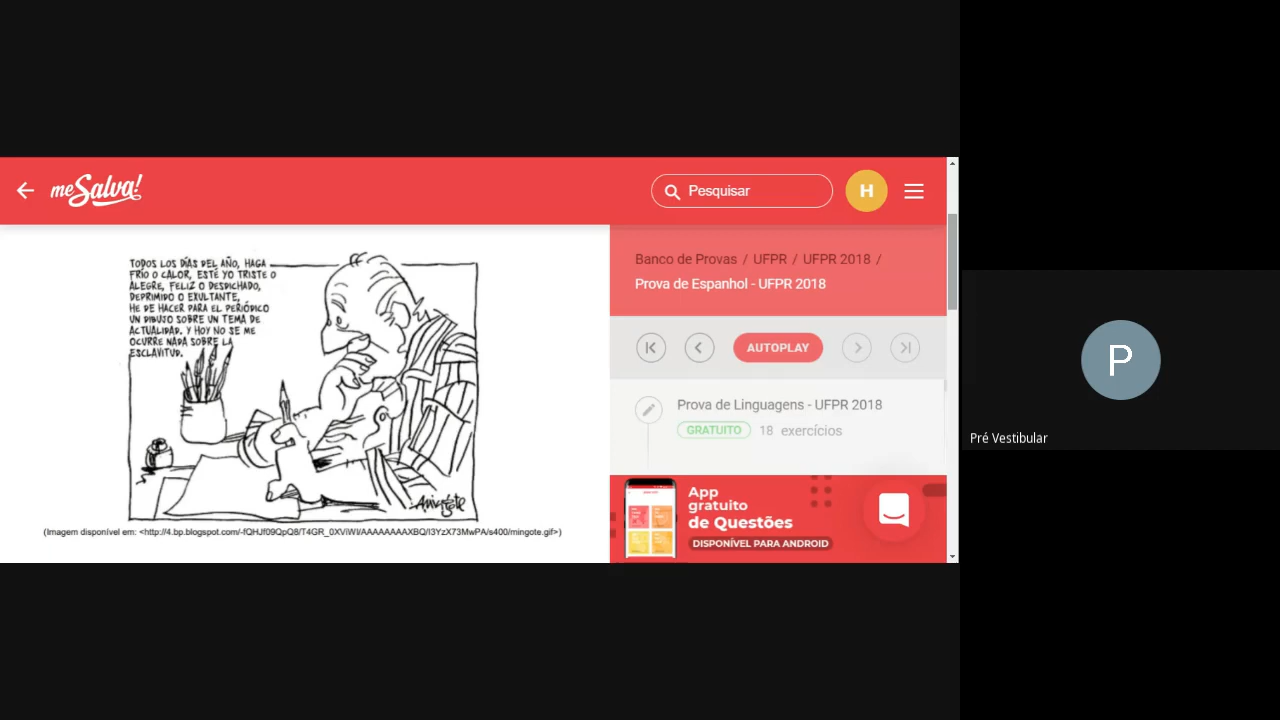 me Salva!
Pesquisar
H
TODOS LOS DÍAS DEL AÑO, HAGA
FRÍO O CALOR, ESTÉ YO TRISTE O
ALEGRE, FELIZ O DESDICHADO,
DEPRIMIDO O EXULTANTE,
HE DE HACER PARA EL PERIÓDICO
UN DIBUJO SOBRE UN TEMA DE
ACTUALIDAD. Y HOY NO SE ME
OCURRE NADA SOBRE LA
ESCLAVITUD.
Mingote
(Imagem disponível em: <http://4.bp.blogspot.com/-fQHJf09QpQ8/T4GR_0XViWI/AAAAAAAAXBQ/I3YzX73MwPA/s400/mingote.gif>)
Banco de Provas / UFPR / UFPR 2018 /
Prova de Espanhol - UFPR 2018
AUTOPLAY
Prova de Linguagens - UFPR 2018
GRATUITO 18 exercícios
App
gratuito
de Questões
DISPONÍVEL PARA ANDROID
P
Pré Vestibular